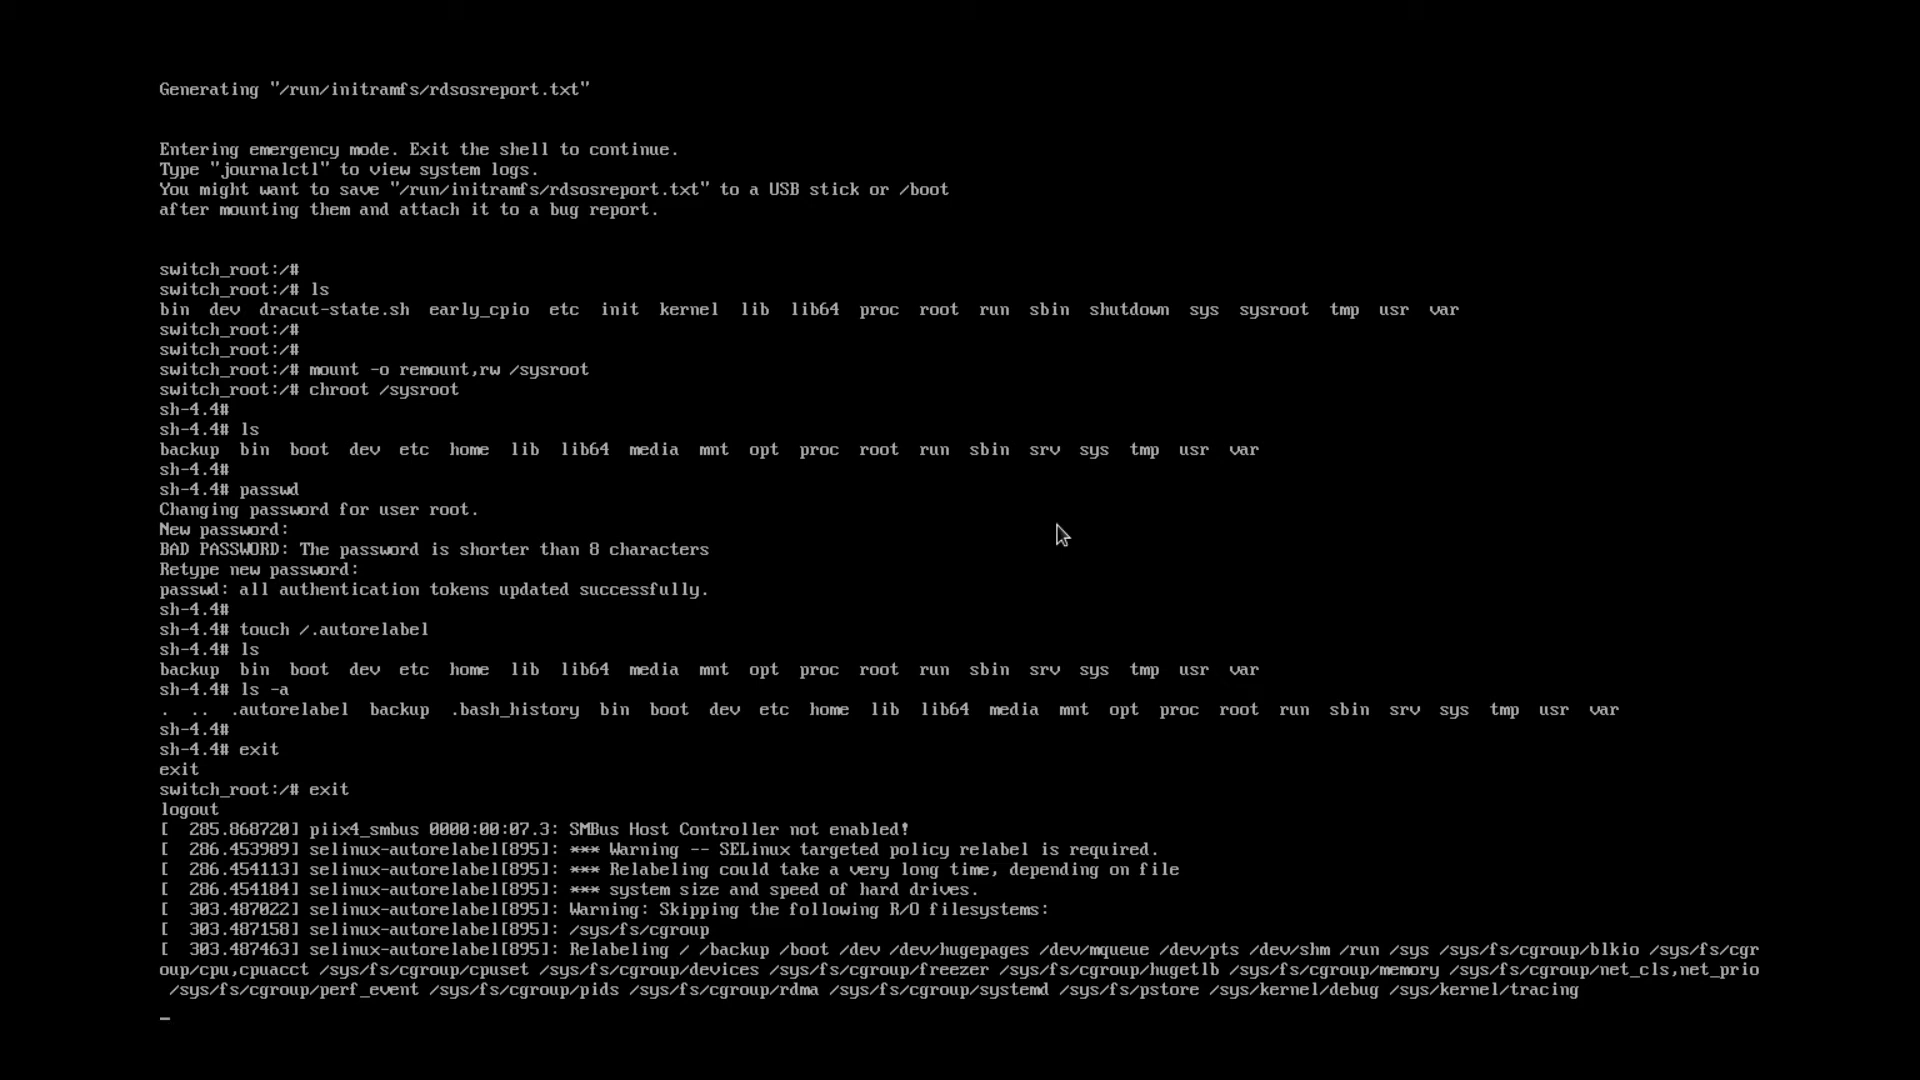 Generating "/run/initramfs/rdsosreport.txt"
Entering emergency mode. Exit the shell to continue.
Type "journalctl" to view system logs.
You might want to save "/run/initramfs/rdsosreport.txt" to a USB stick or /boot
after mounting them and attach it to a bug report.
switch_root:/#
switch_root:/# ls
bin  dev  dracut-state.sh  early_cpio  etc  init  kernel  lib  lib64  proc  root  run  sbin  shutdown  sys  sysroot  tmp  usr  var
switch_root:/#
switch_root:/#
switch_root:/# mount -o remount,rw /sysroot
switch_root:/# chroot /sysroot
sh-4.4#
sh-4.4# ls
backup  bin  boot  dev  etc  home  lib  lib64  media  mnt  opt  proc  root  run  sbin  srv  sys  tmp  usr  var
sh-4.4#
sh-4.4# passwd
Changing password for user root.
New password:
BAD PASSWORD: The password is shorter than 8 characters
Retype new password:
passwd: all authentication tokens updated successfully.
sh-4.4#
sh-4.4# touch /.autorelabel
sh-4.4# ls
backup  bin  boot  dev  etc  home  lib  lib64  media  mnt  opt  proc  root  run  sbin  srv  sys  tmp  usr  var
sh-4.4# ls -a
.  ..  .autorelabel  backup  .bash_history  bin  boot  dev  etc  home  lib  lib64  media  mnt  opt  proc  root  run  sbin  srv  sys  tmp  usr  var
sh-4.4#
sh-4.4# exit
exit
switch_root:/# exit
logout
[  285.868720] piix4_smbus 0000:00:07.3: SMBus Host Controller not enabled!
[  286.453989] selinux-autorelabel[895]: *** Warning -- SELinux targeted policy relabel is required.
[  286.454113] selinux-autorelabel[895]: *** Relabeling could take a very long time, depending on file
[  286.454184] selinux-autorelabel[895]: *** system size and speed of hard drives.
[  303.487022] selinux-autorelabel[895]: Warning: Skipping the following R/O filesystems:
[  303.487158] selinux-autorelabel[895]: /sys/fs/cgroup
[  303.487463] selinux-autorelabel[895]: Relabeling / /backup /boot /dev /dev/hugepages /dev/mqueue /dev/pts /dev/shm /run /sys /sys/fs/cgroup/blkio /sys/fs/cgr
oup/cpu,cpuacct /sys/fs/cgroup/cpuset /sys/fs/cgroup/devices /sys/fs/cgroup/freezer /sys/fs/cgroup/hugetlb /sys/fs/cgroup/memory /sys/fs/cgroup/net_cls,net_prio
/sys/fs/cgroup/perf_event /sys/fs/cgroup/pids /sys/fs/cgroup/rdma /sys/fs/cgroup/systemd /sys/fs/pstore /sys/kernel/debug /sys/kernel/tracing
_